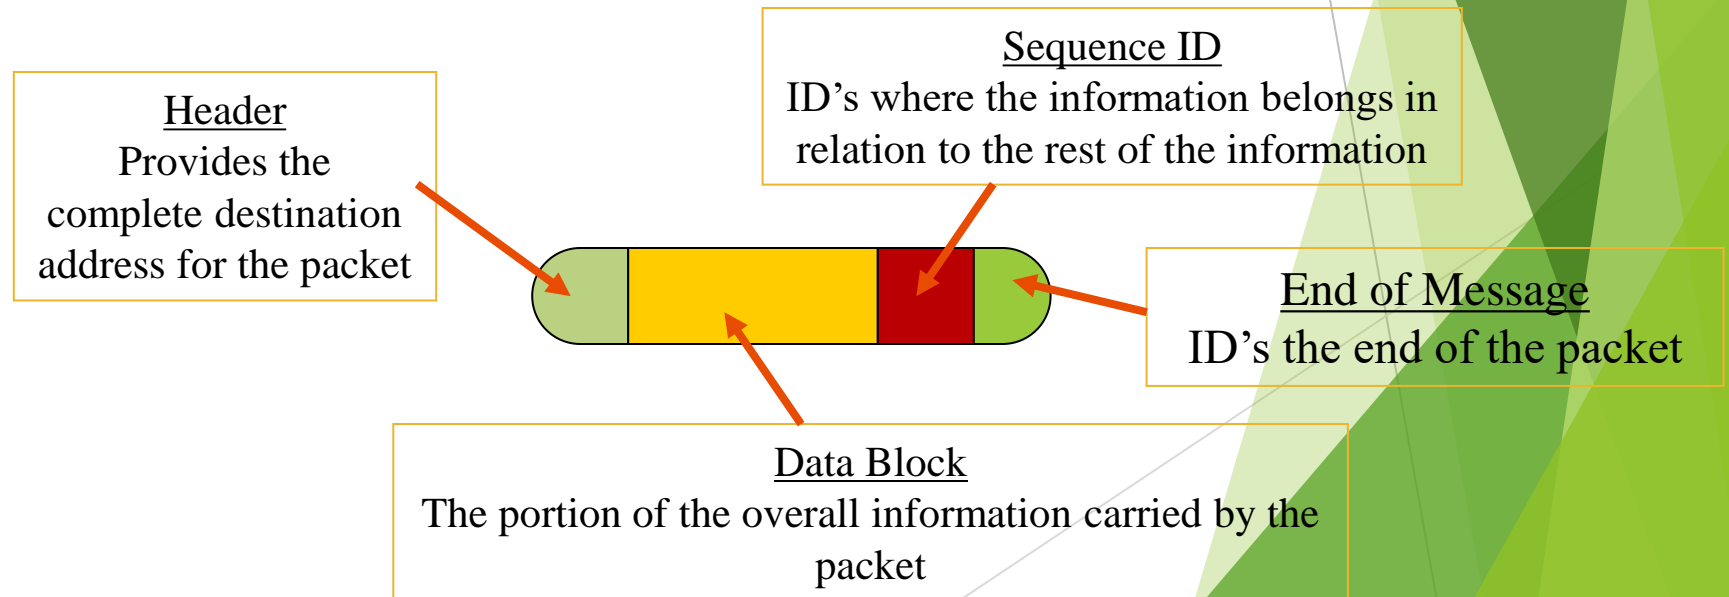 Header
Provides the
complete destination
address for the packet
Sequence ID
ID’s where the information belongs in
relation to the rest of the information
End of Message
ID’s the end of the packet
Data Block
The portion of the overall information carried by the
packet